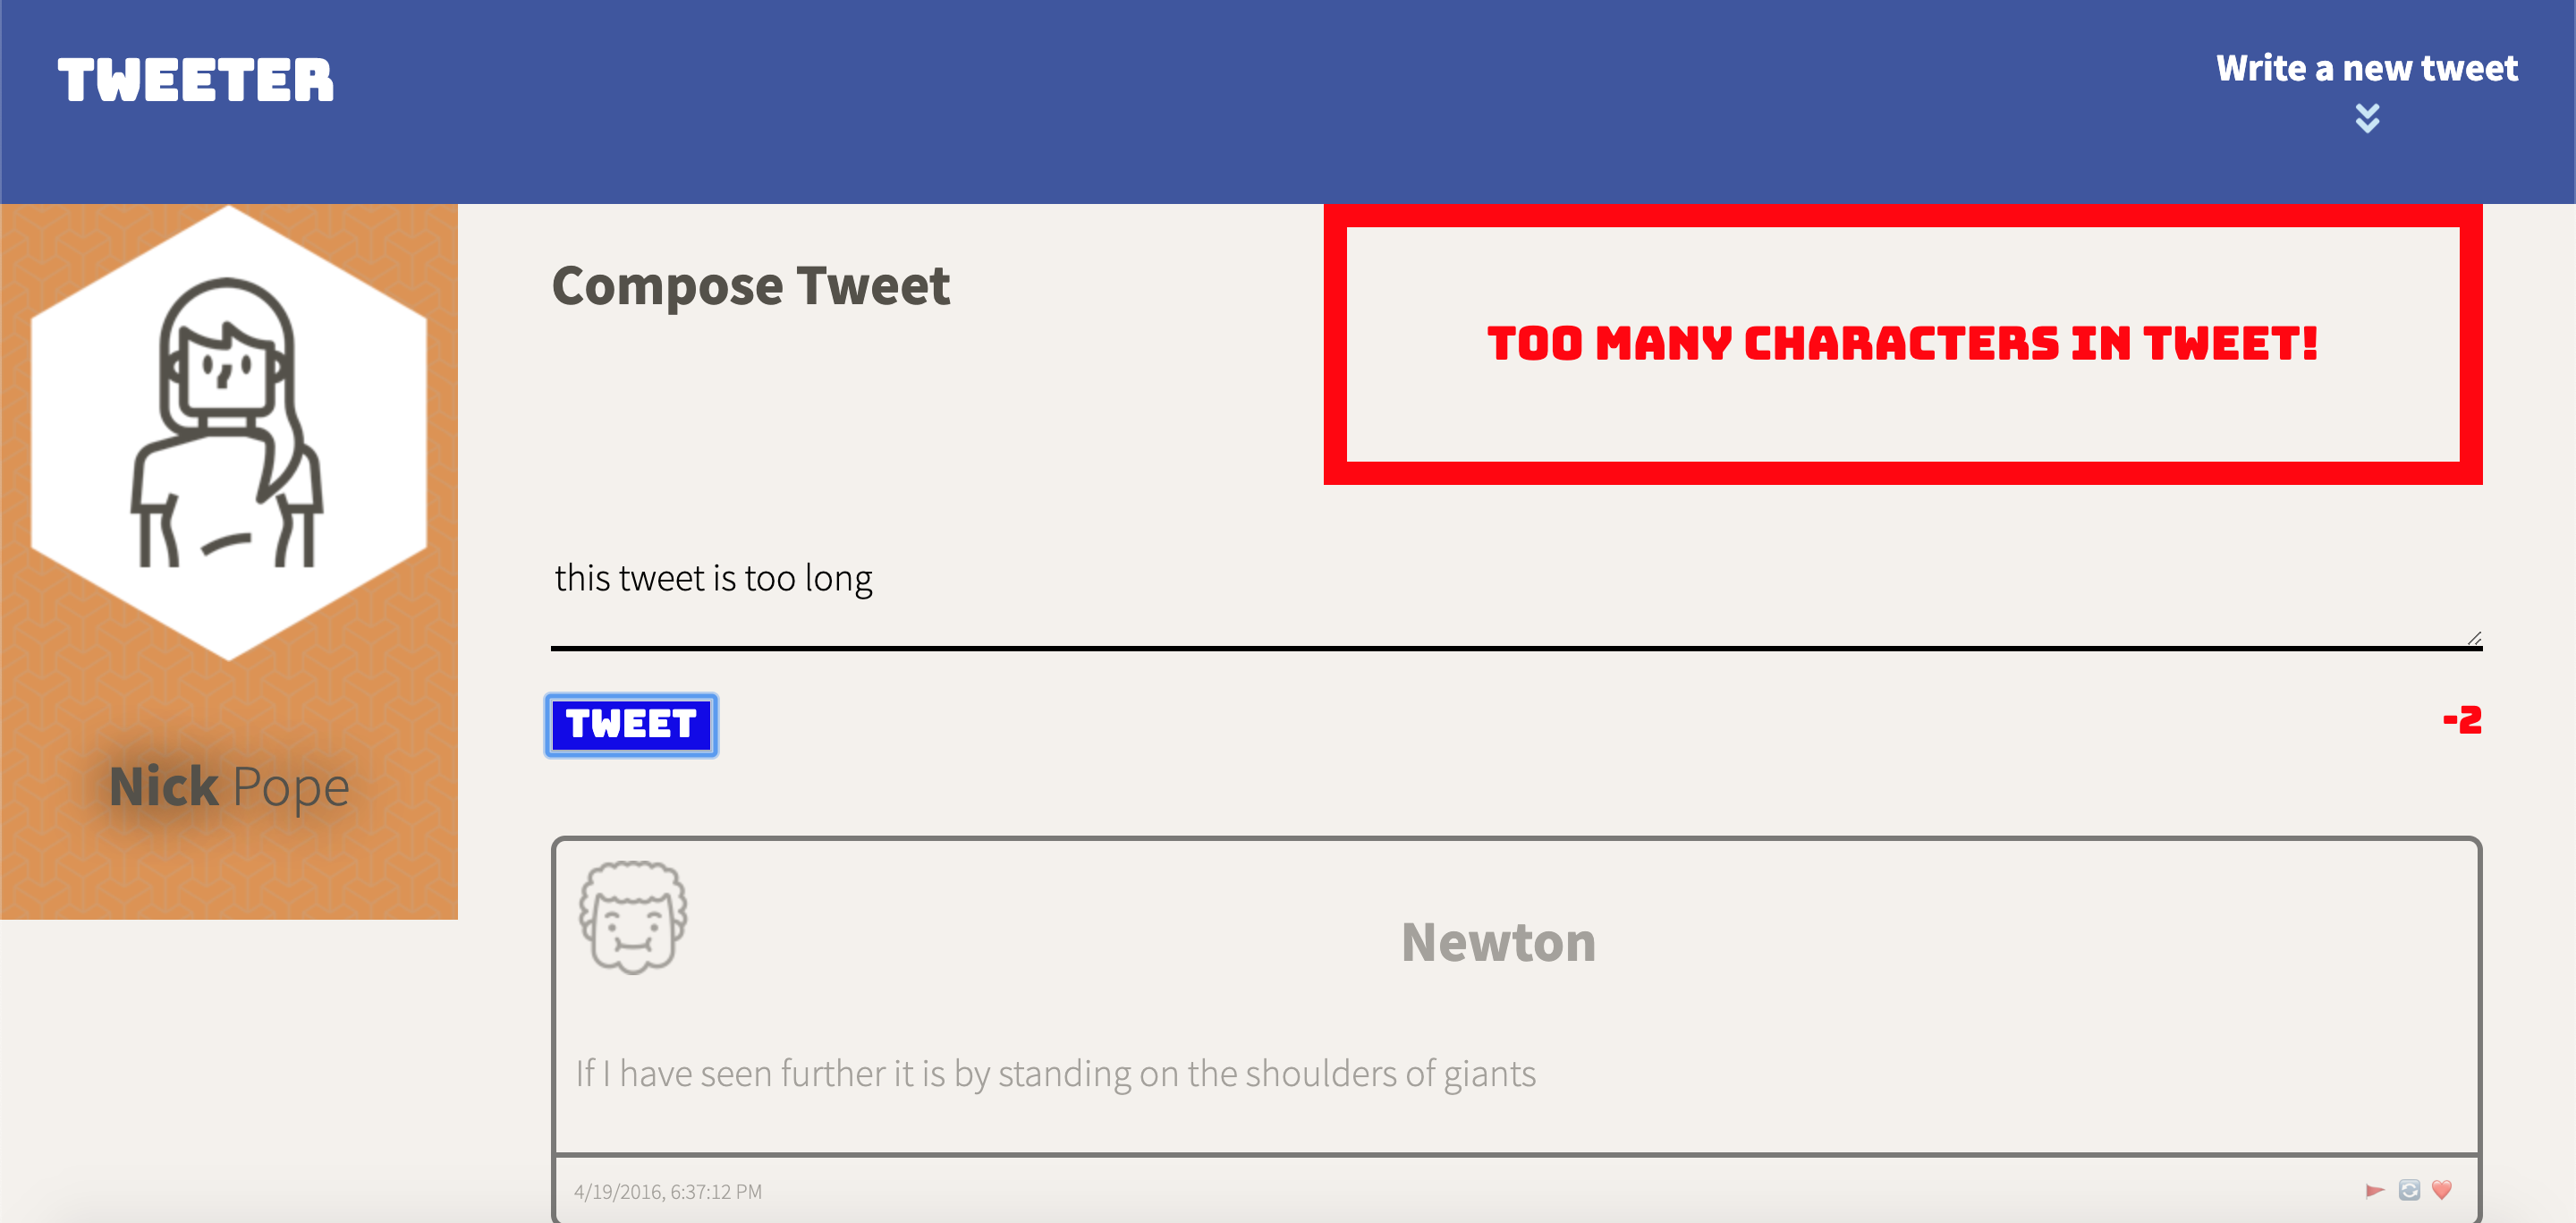 TWEETER
Write a new tweet
Compose Tweet
TOO MANY CHARACTERS IN TWEET!
this tweet is too long
TWEET
-2
Nick Pope
Newton
If I have seen further it is by standing on the shoulders of giants
4/19/2016, 6:37:12 PM